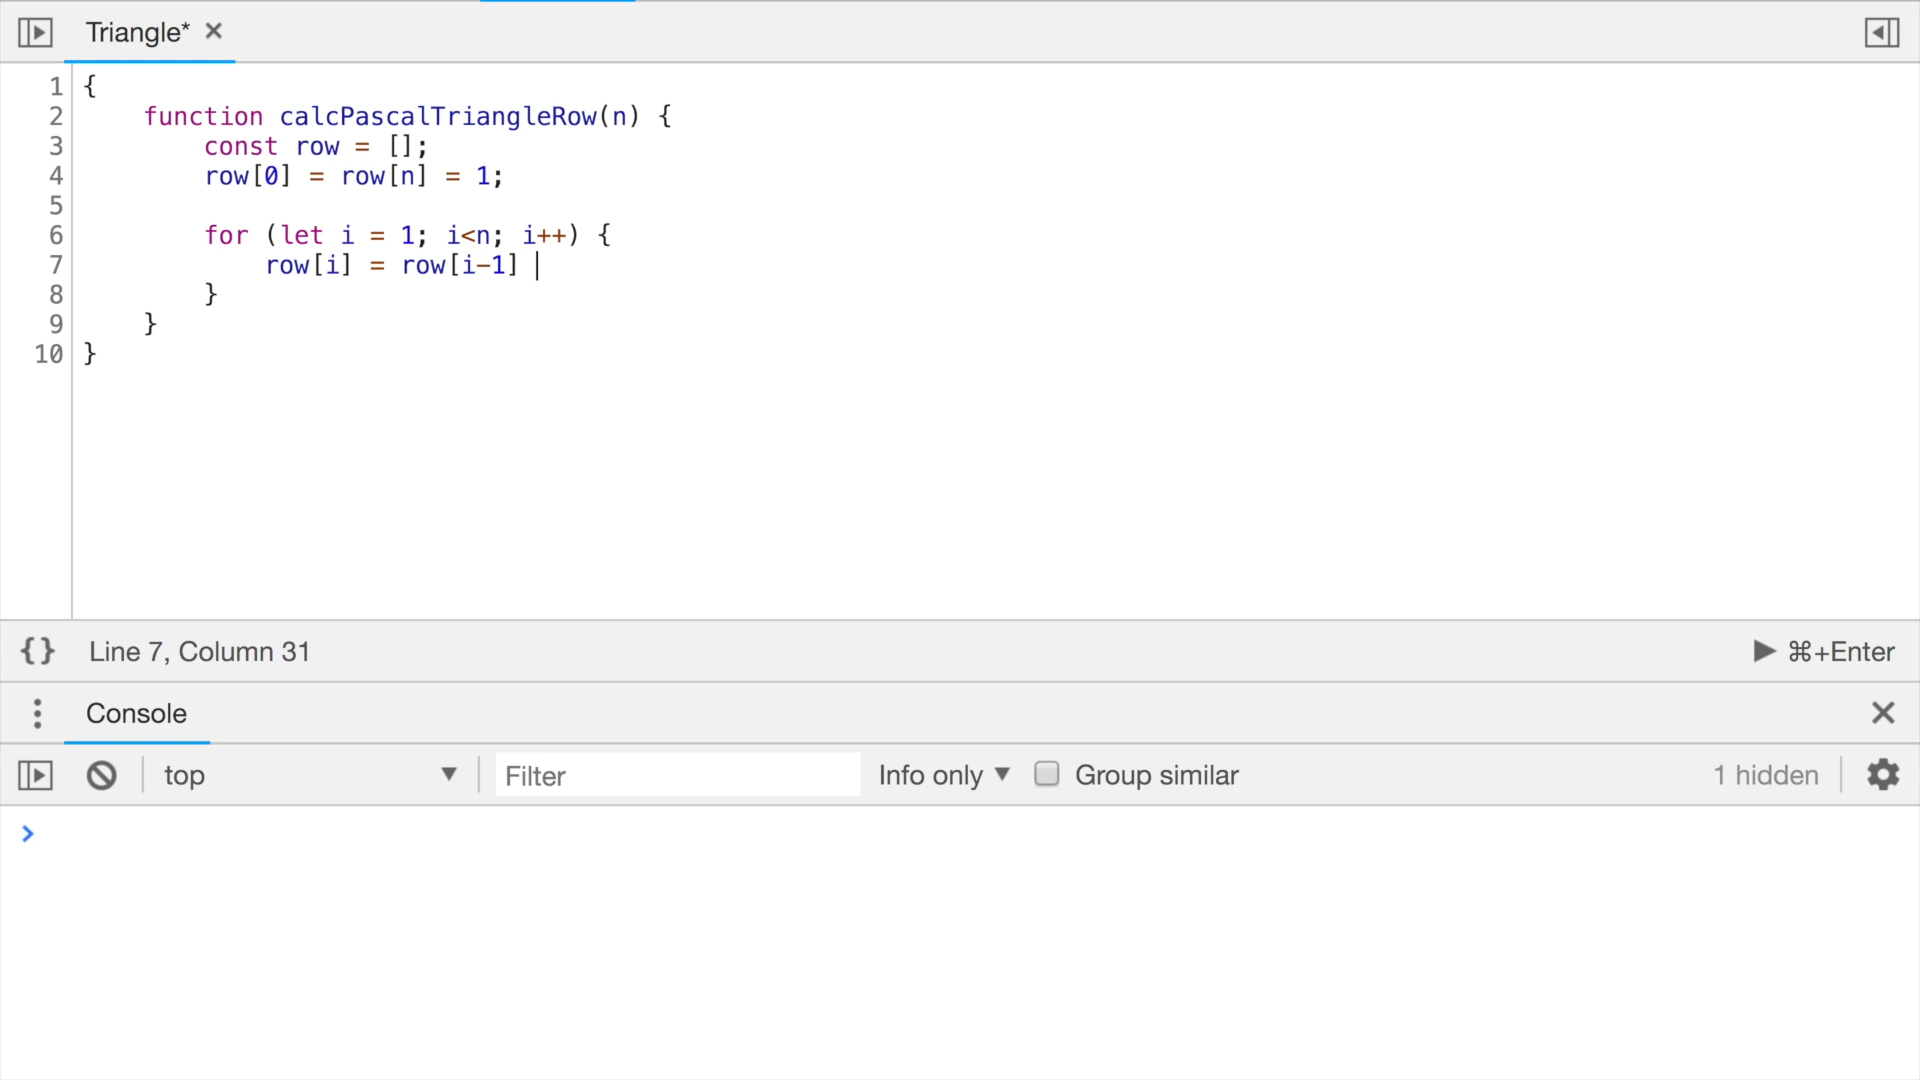 Triangle* ×
1 {
2     function calcPascalTriangleRow(n) {
3         const row = [];
4         row[0] = row[n] = 1;
5
6         for (let i = 1; i<n; i++) {
7             row[i] = row[i-1]
8         }
9     }
10 }
{} Line 7, Column 31 ▶ ⌘+Enter
Console ×
top ▼ Filter Info only ▼ Group similar 1 hidden
>